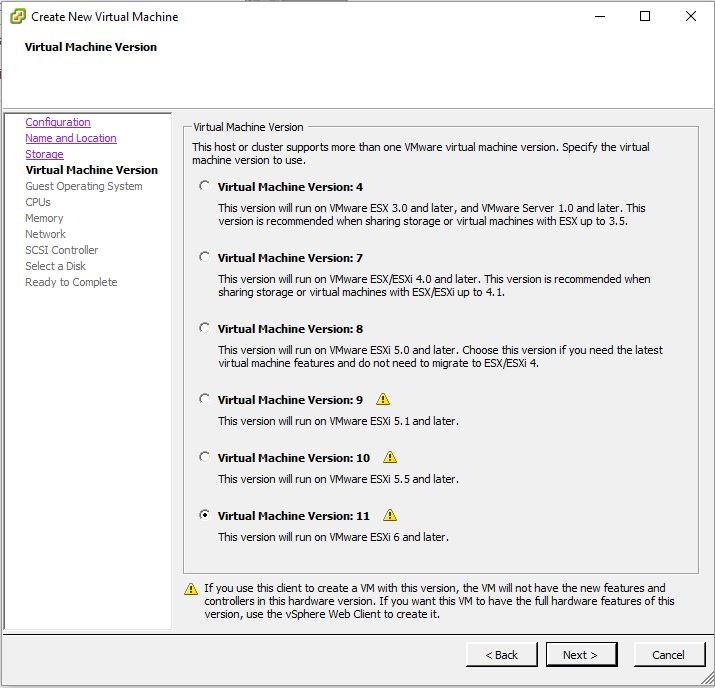 Create New Virtual Machine
Virtual Machine Version
Configuration
Name and Location
Storage
Virtual Machine Version
Guest Operating System
CPUs
Memory
Network
SCSI Controller
Select a Disk
Ready to Complete
Virtual Machine Version
This host or cluster supports more than one VMware virtual machine version. Specify the virtual
machine version to use.
Virtual Machine Version: 4
This version will run on VMware ESX 3.0 and later, and VMware Server 1.0 and later. This
version is recommended when sharing storage or virtual machines with ESX up to 3.5.
Virtual Machine Version: 7
This version will run on VMware ESX/ESXi 4.0 and later. This version is recommended when
sharing storage or virtual machines with ESX/ESXi up to 4.1.
Virtual Machine Version: 8
This version will run on VMware ESXi 5.0 and later. Choose this version if you need the latest
virtual machine features and do not need to migrate to ESX/ESXi 4.
Virtual Machine Version: 9
This version will run on VMware ESXi 5.1 and later.
Virtual Machine Version: 10
This version will run on VMware ESXi 5.5 and later.
Virtual Machine Version: 11
This version will run on VMware ESXi 6 and later.
If you use this client to create a VM with this version, the VM will not have the new features and
controllers in this hardware version. If you want this VM to have the full hardware features of this
version, use the vSphere Web Client to create it.
< Back
Next >
Cancel